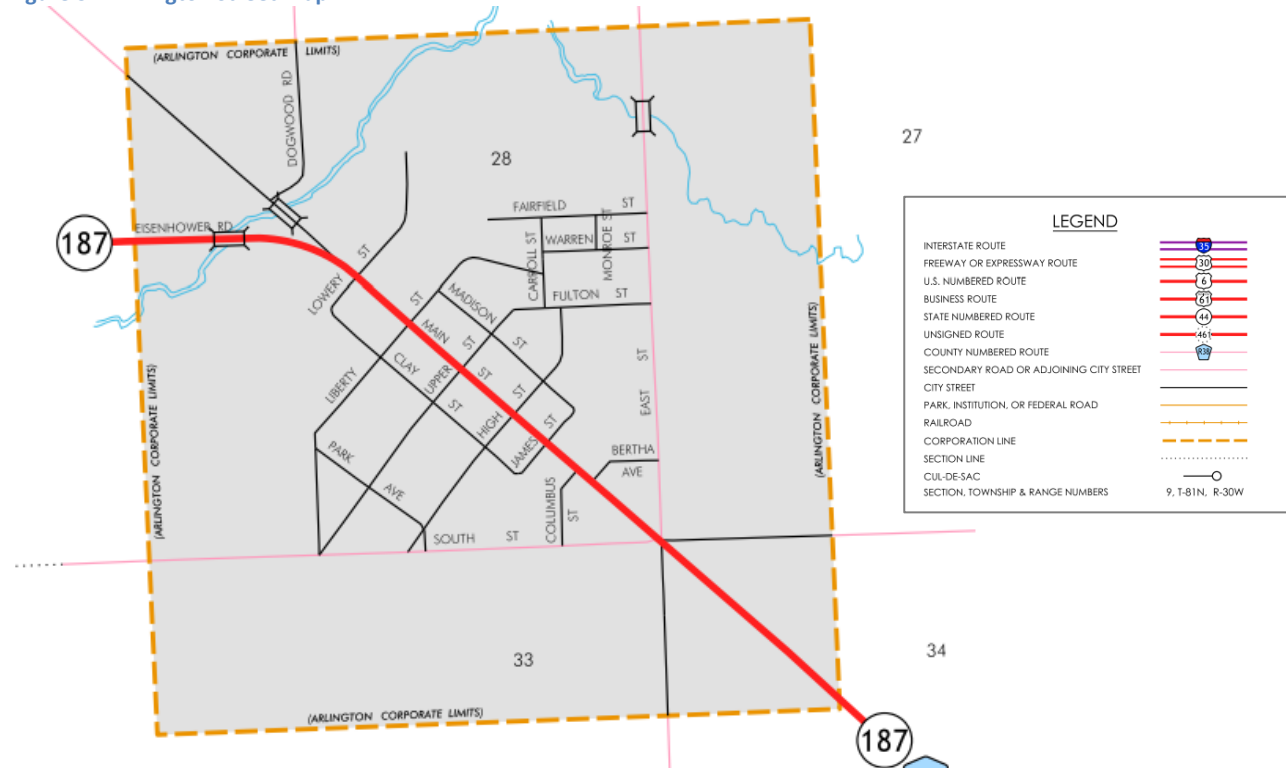 (ARLINGTON CORPORATE LIMITS)
DOGWOOD RD
27
28
FAIRFIELD ST
EISENHOWER RD
187
WARREN ST
MONROE ST
CARROLL ST
LOWERY ST
MADISON ST
FULTON ST
MAIN ST
CLAY ST
UPPER ST
LIBERTY ST
HIGH ST
JAMES ST
EAST ST
PARK AVE
BERTHA AVE
COLUMBUS ST
SOUTH ST
(ARLINGTON CORPORATE LIMITS)
(ARLINGTON CORPORATE LIMITS)
33
34
(ARLINGTON CORPORATE LIMITS)
187
LEGEND
INTERSTATE ROUTE 35
FREEWAY OR EXPRESSWAY ROUTE 30
U.S. NUMBERED ROUTE 6
BUSINESS ROUTE 61
STATE NUMBERED ROUTE 44
UNSIGNED ROUTE 461
COUNTY NUMBERED ROUTE R38
SECONDARY ROAD OR ADJOINING CITY STREET
CITY STREET
PARK, INSTITUTION, OR FEDERAL ROAD
RAILROAD
CORPORATION LINE
SECTION LINE
CUL-DE-SAC
SECTION, TOWNSHIP & RANGE NUMBERS 9, T-81N, R-30W